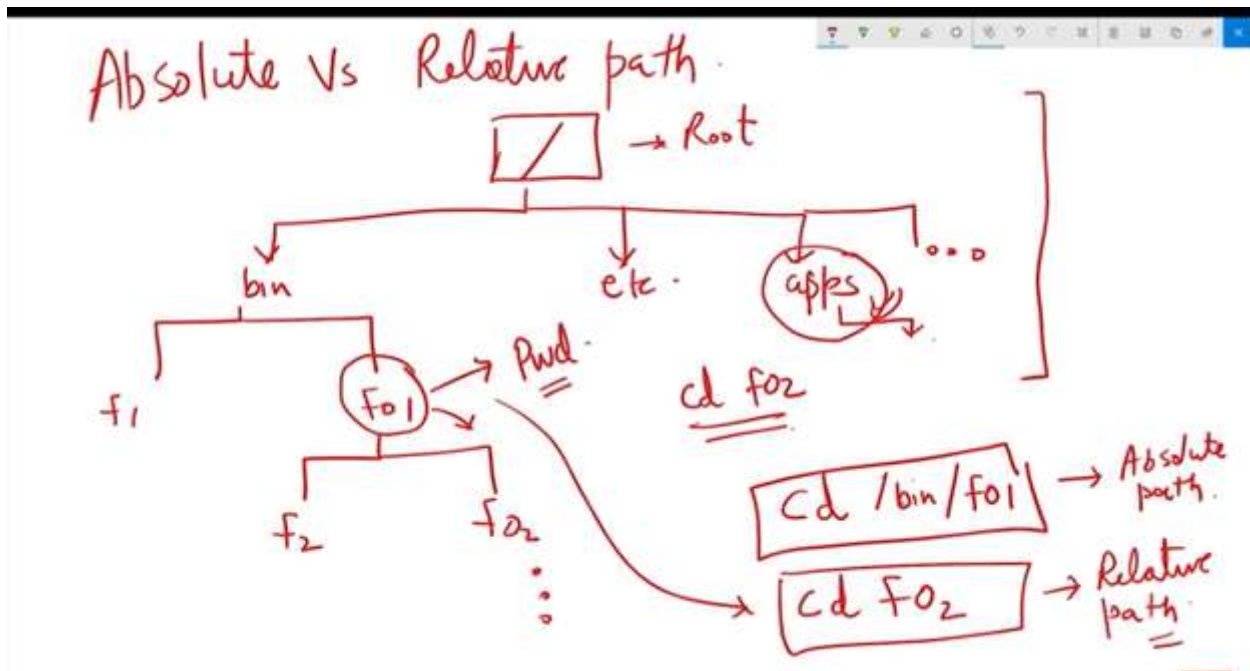 Absolute Vs Relative path.
/ → Root
bin
etc.
apps
...
f1
fo1
Pwd.
cd fo2
f2
fo2
cd /bin/fo1 → Absolute path.
cd fo2 → Relative path.